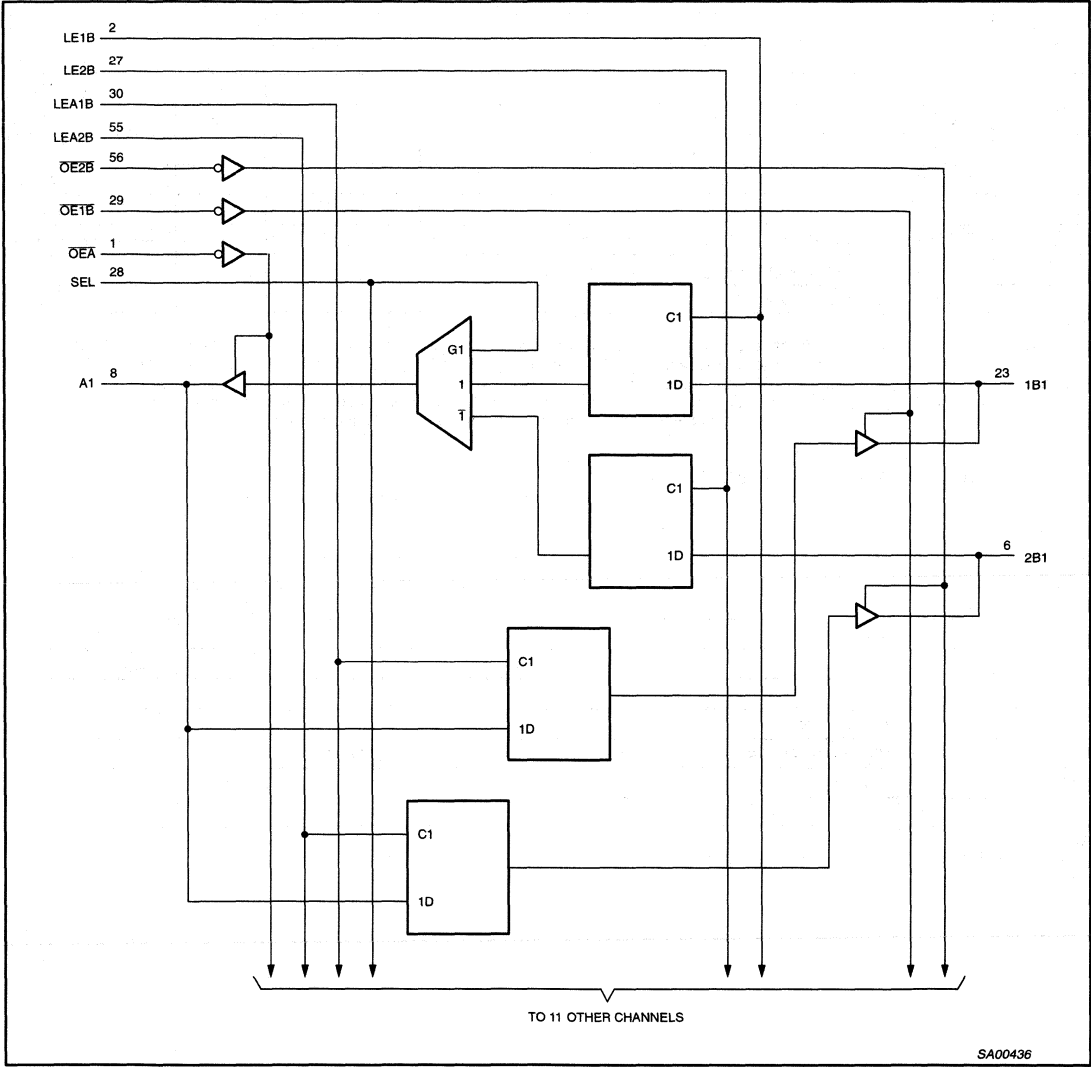 LE1B 2
LE2B 27
LEA1B 30
LEA2B 55
OE2B 56
OE1B 29
OEA 1
SEL 28
C1
G1
A1 8
1
1D
23
1B1
1
C1
1D
6
2B1
C1
1D
C1
1D
TO 11 OTHER CHANNELS
SA00436